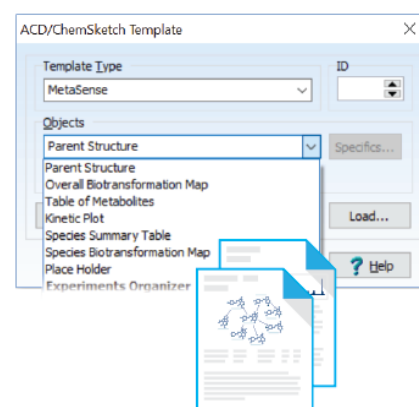 ACD/ChemSketch Template
Template Type
ID
MetaSense
Objects
Parent Structure
Specifics...
Parent Structure
Overall Biotransformation Map
Table of Metabolites
Kinetic Plot
Load...
Species Summary Table
Species Biotransformation Map
Place Holder
? Help
Experiments Organizer